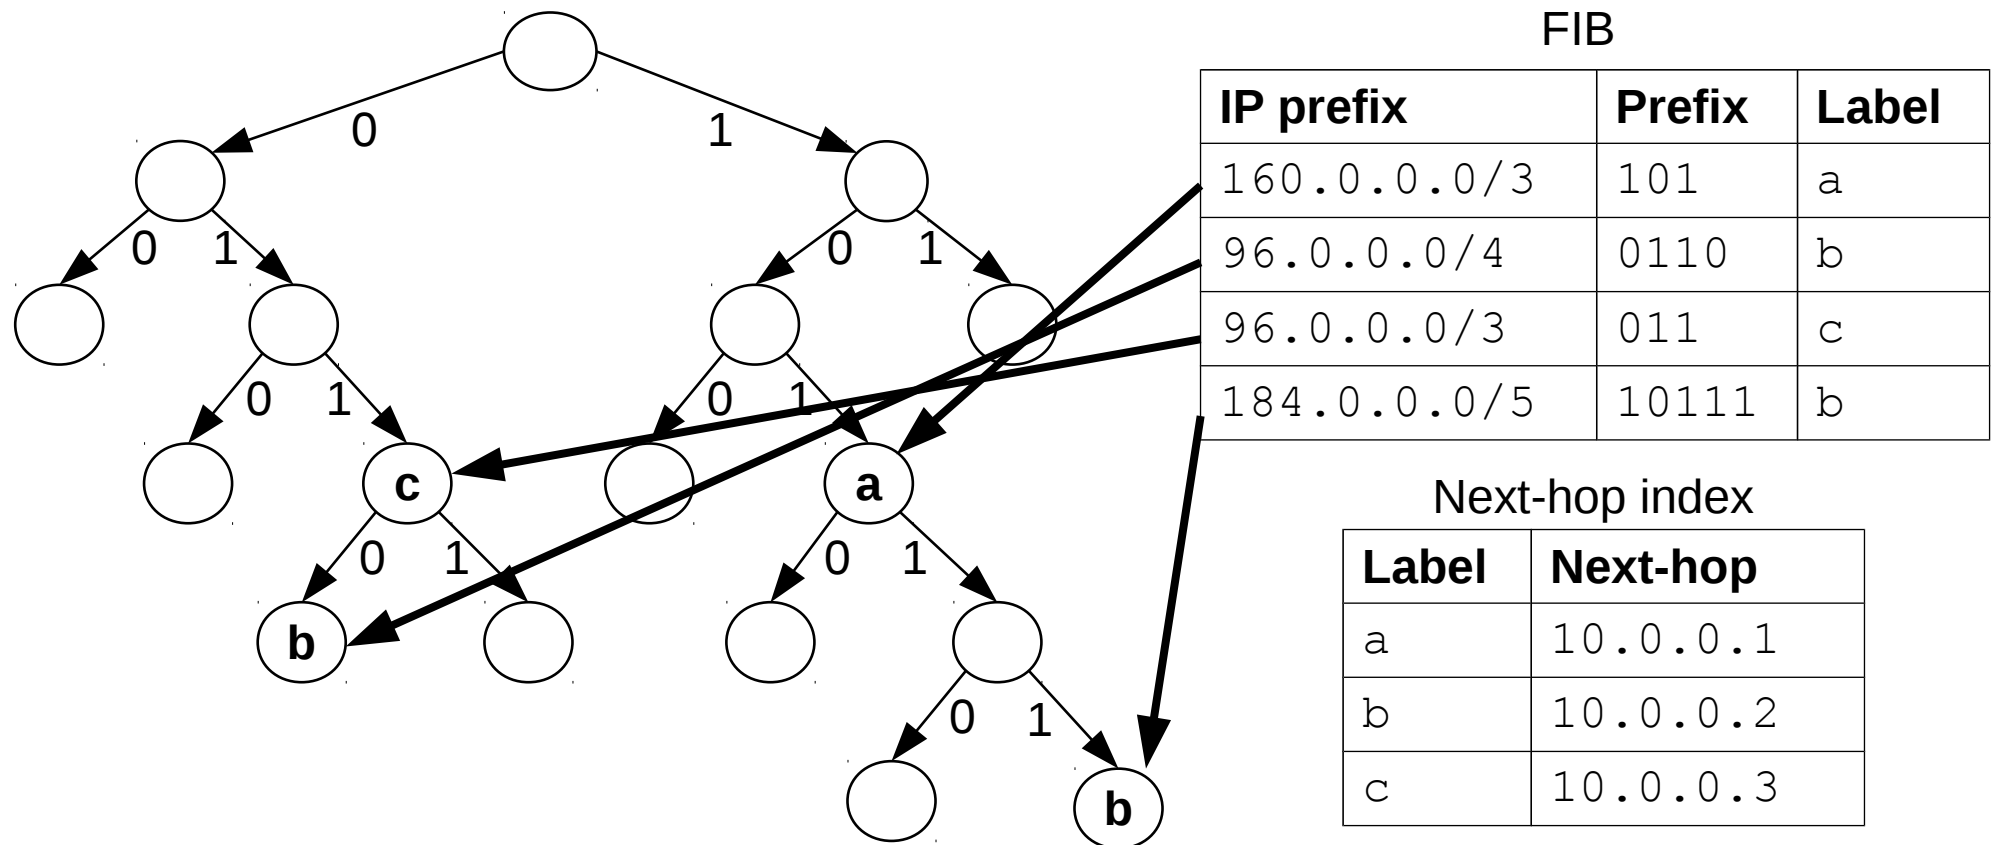 FIB
IP prefix Prefix Label
160.0.0.0/3 101 a
96.0.0.0/4 0110 b
96.0.0.0/3 011 c
184.0.0.0/5 10111 b
Next-hop index
Label Next-hop
a 10.0.0.1
b 10.0.0.2
c 10.0.0.3
0 1
0 1 0 1
0 1 0 1
c a
0 1 0 1
b
0 1
b